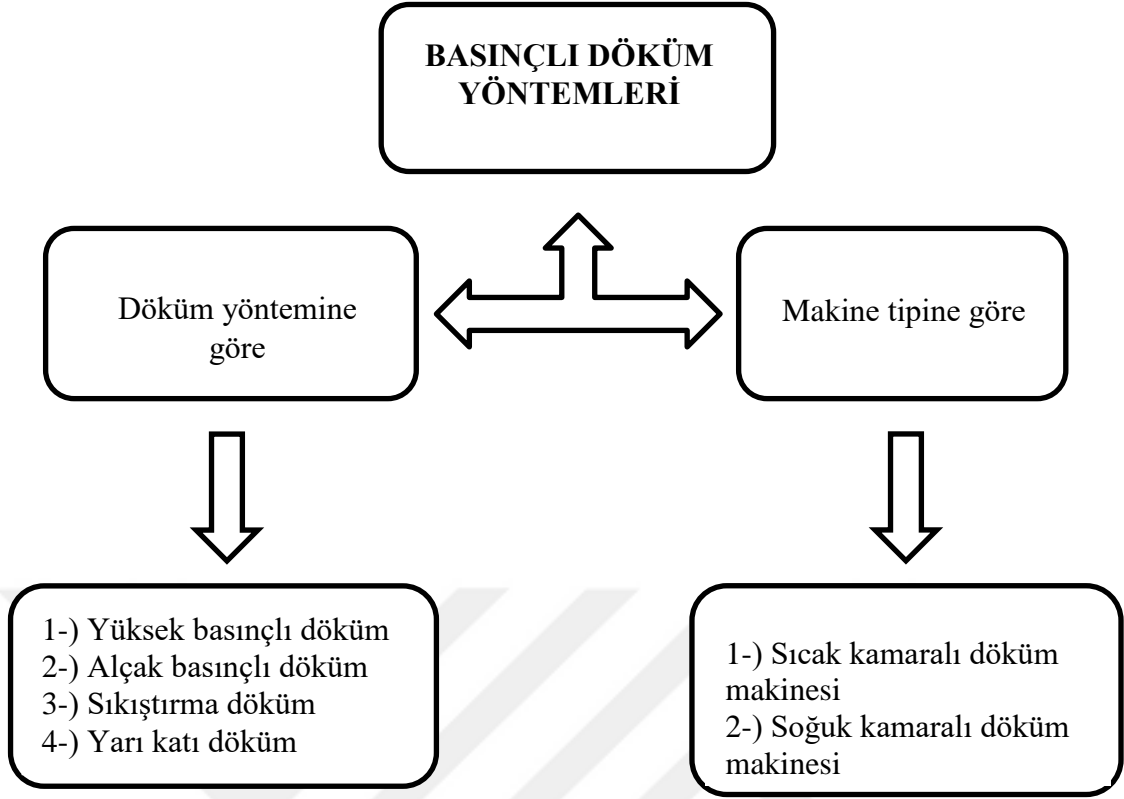 BASINÇLI DÖKÜM
YÖNTEMLERİ
Döküm yöntemine
göre
Makine tipine göre
1-) Yüksek basınçlı döküm
2-) Alçak basınçlı döküm
3-) Sıkıştırma döküm
4-) Yarı katı döküm
1-) Sıcak kamaralı döküm
makinesi
2-) Soğuk kamaralı döküm
makinesi